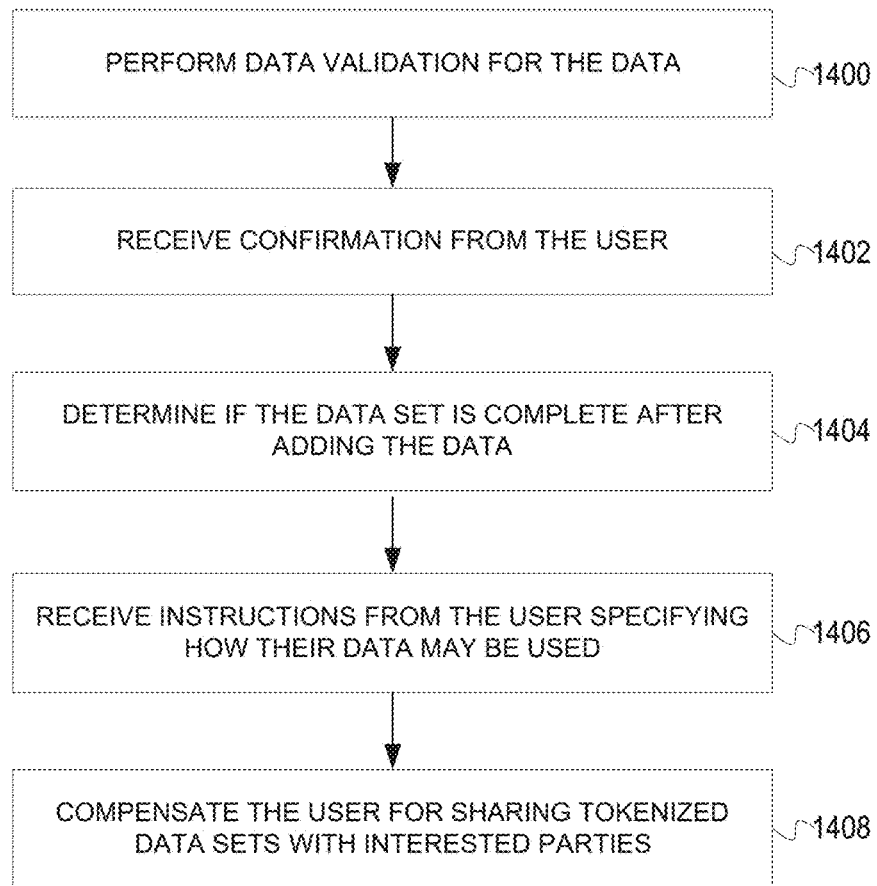 PERFORM DATA VALIDATION FOR THE DATA
1400
RECEIVE CONFIRMATION FROM THE USER
1402
DETERMINE IF THE DATA SET IS COMPLETE AFTER
ADDING THE DATA
1404
RECEIVE INSTRUCTIONS FROM THE USER SPECIFYING
HOW THEIR DATA MAY BE USED
1406
COMPENSATE THE USER FOR SHARING TOKENIZED
DATA SETS WITH INTERESTED PARTIES
1408